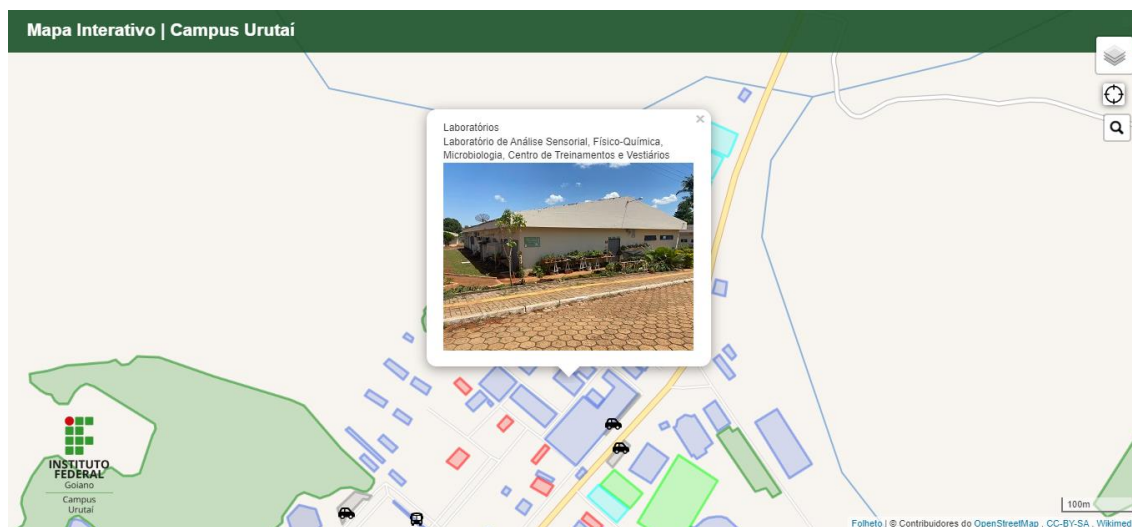 Mapa Interativo | Campus Urutaí
Laboratórios
Laboratório de Análise Sensorial, Físico-Química,
Microbiologia, Centro de Treinamentos e Vestiários
×
INSTITUTO
FEDERAL
Goiano
Campus
Urutaí
100m
Folheto | © Contribuidores do OpenStreetMap , CC-BY-SA , Wikimed